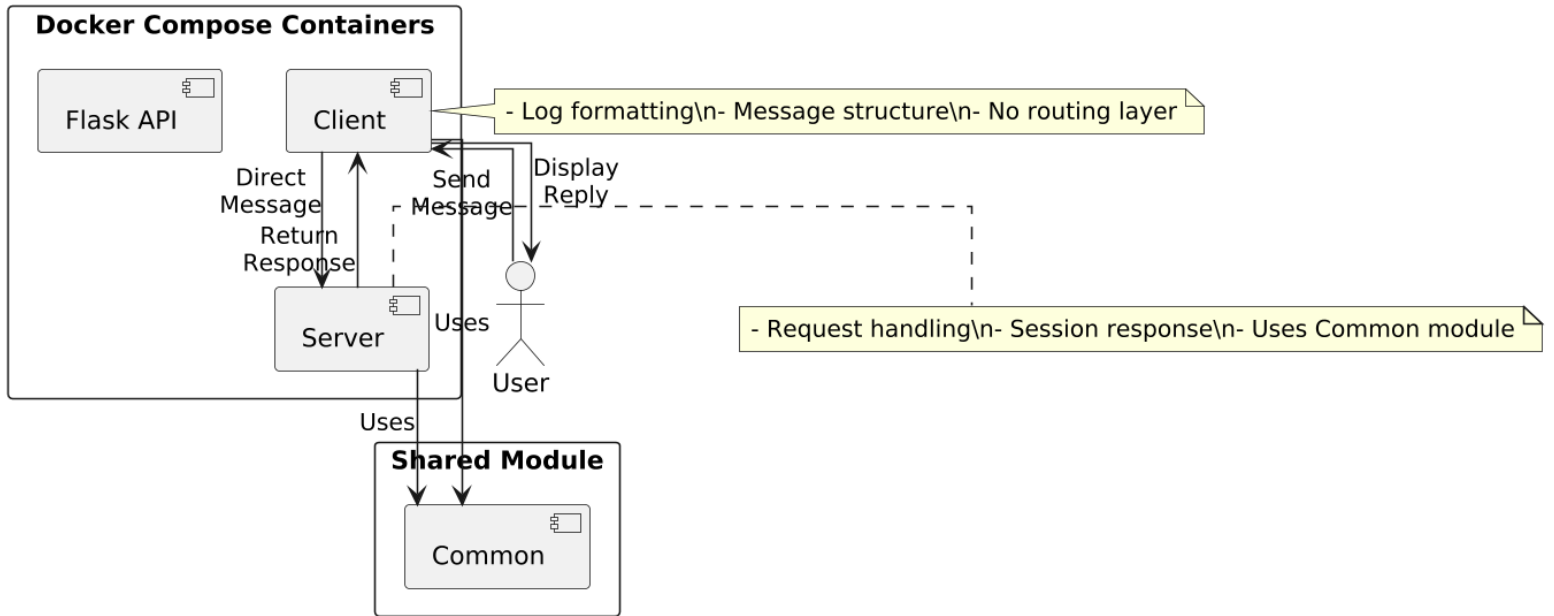 Docker Compose Containers
Flask API
Client
- Log formatting\n- Message structure\n- No routing layer
Direct
Message
Send
Message
Display
Reply
Return
Response
Server
Uses
- Request handling\n- Session response\n- Uses Common module
User
Uses
Shared Module
Common